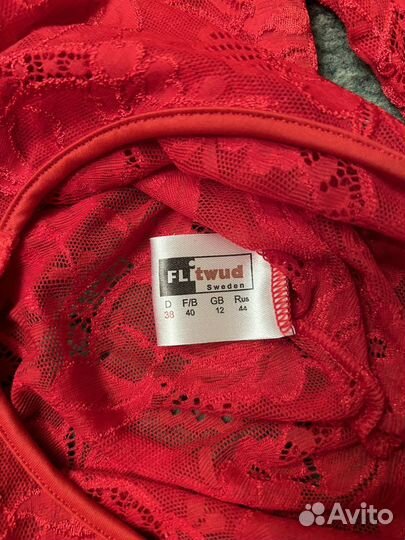 FLitwud
Sweden
D F/B GB Rus
38 40 12 44
Avito